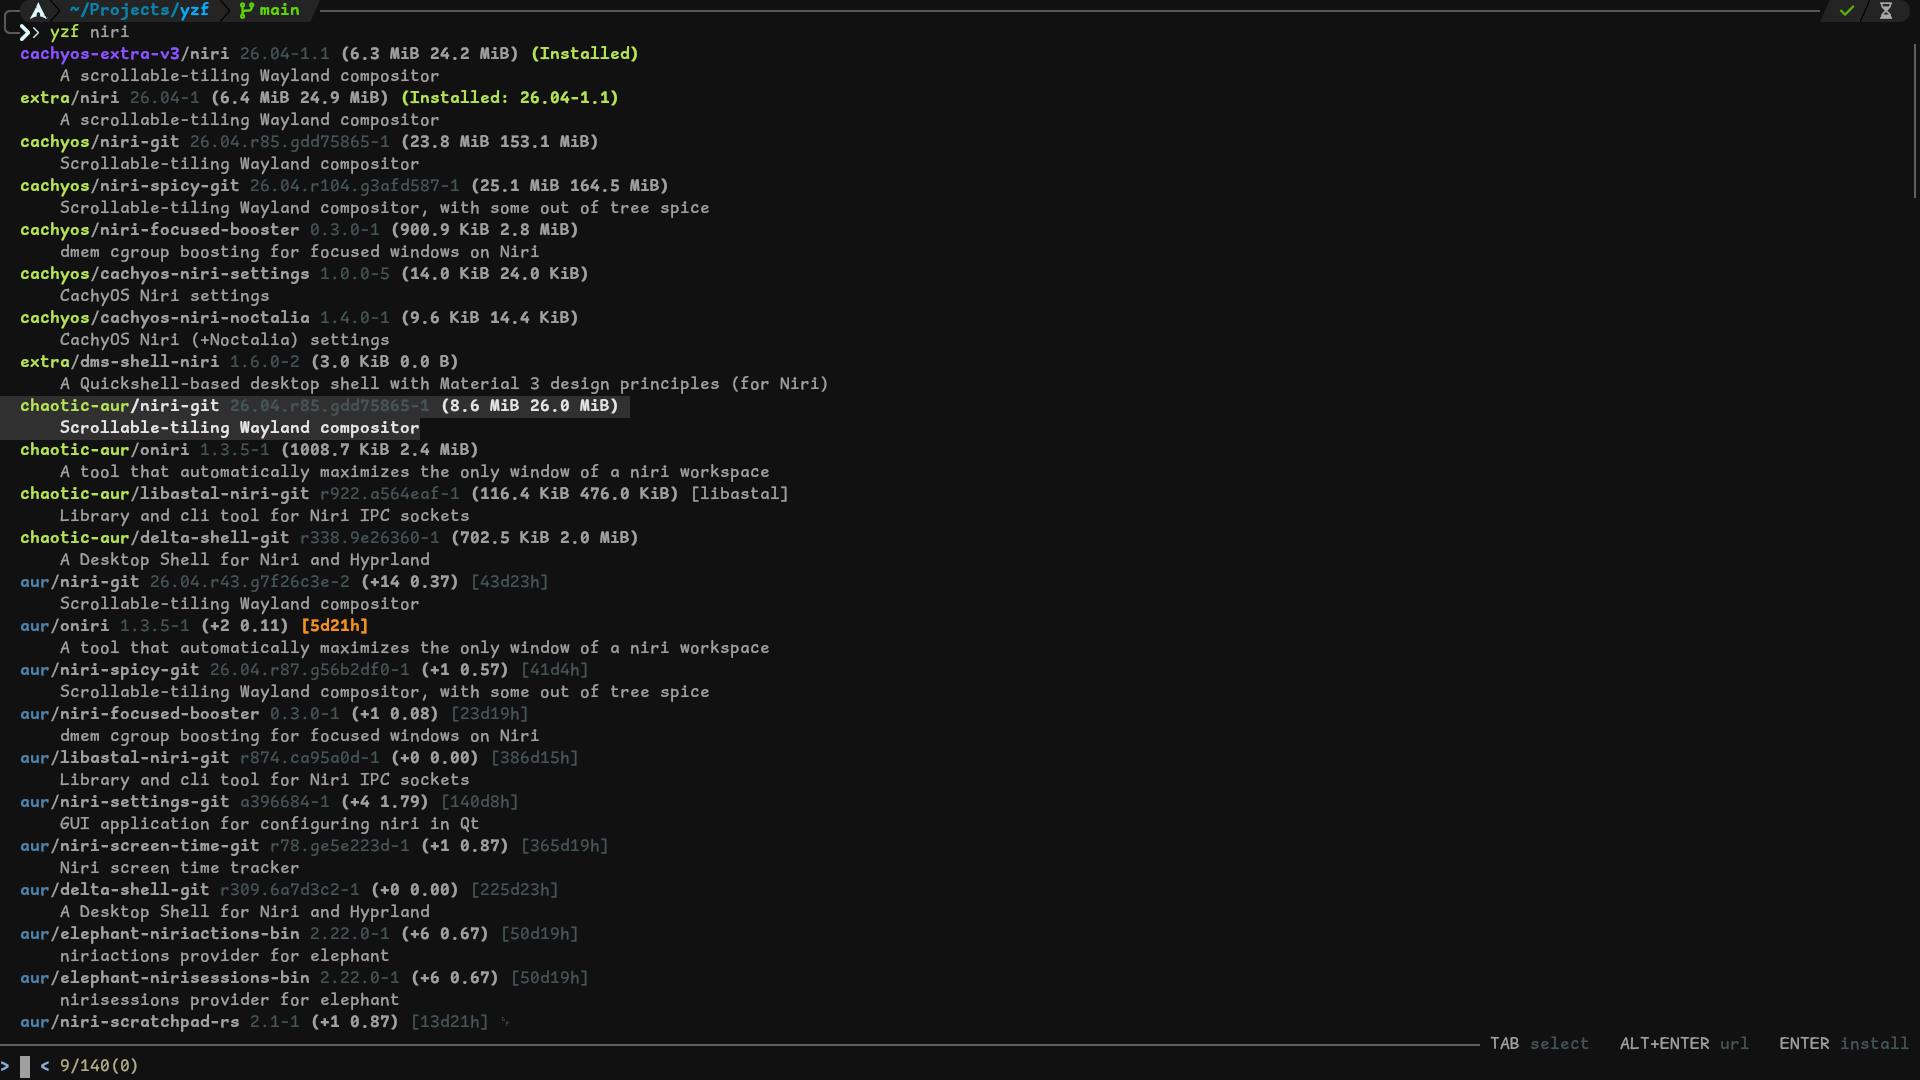 ~/Projects/yzf main
yzf niri
cachyos-extra-v3/niri 26.04-1.1 (6.3 MiB 24.2 MiB) (Installed)
A scrollable-tiling Wayland compositor
extra/niri 26.04-1 (6.4 MiB 24.9 MiB) (Installed: 26.04-1.1)
A scrollable-tiling Wayland compositor
cachyos/niri-git 26.04.r85.gdd75865-1 (23.8 MiB 153.1 MiB)
Scrollable-tiling Wayland compositor
cachyos/niri-spicy-git 26.04.r104.g3afd587-1 (25.1 MiB 164.5 MiB)
Scrollable-tiling Wayland compositor, with some out of tree spice
cachyos/niri-focused-booster 0.3.0-1 (900.9 KiB 2.8 MiB)
dmem cgroup boosting for focused windows on Niri
cachyos/cachyos-niri-settings 1.0.0-5 (14.0 KiB 24.0 KiB)
CachyOS Niri settings
cachyos/cachyos-niri-noctalia 1.4.0-1 (9.6 KiB 14.4 KiB)
CachyOS Niri (+Noctalia) settings
extra/dms-shell-niri 1.6.0-2 (3.0 KiB 0.0 B)
A Quickshell-based desktop shell with Material 3 design principles (for Niri)
chaotic-aur/niri-git 26.04.r85.gdd75865-1 (8.6 MiB 26.0 MiB)
Scrollable-tiling Wayland compositor
chaotic-aur/oniri 1.3.5-1 (1008.7 KiB 2.4 MiB)
A tool that automatically maximizes the only window of a niri workspace
chaotic-aur/libastal-niri-git r922.a564eaf-1 (116.4 KiB 476.0 KiB) [libastal]
Library and cli tool for Niri IPC sockets
chaotic-aur/delta-shell-git r338.9e26360-1 (702.5 KiB 2.0 MiB)
A Desktop Shell for Niri and Hyprland
aur/niri-git 26.04.r43.g7f26c3e-2 (+14 0.37) [43d23h]
Scrollable-tiling Wayland compositor
aur/oniri 1.3.5-1 (+2 0.11) [5d21h]
A tool that automatically maximizes the only window of a niri workspace
aur/niri-spicy-git 26.04.r87.g56b2df0-1 (+1 0.57) [41d4h]
Scrollable-tiling Wayland compositor, with some out of tree spice
aur/niri-focused-booster 0.3.0-1 (+1 0.08) [23d19h]
dmem cgroup boosting for focused windows on Niri
aur/libastal-niri-git r874.ca95a0d-1 (+0 0.00) [386d15h]
Library and cli tool for Niri IPC sockets
aur/niri-settings-git a396684-1 (+4 1.79) [140d8h]
GUI application for configuring niri in Qt
aur/niri-screen-time-git r78.ge5e223d-1 (+1 0.87) [365d19h]
Niri screen time tracker
aur/delta-shell-git r309.6a7d3c2-1 (+0 0.00) [225d23h]
A Desktop Shell for Niri and Hyprland
aur/elephant-niriactions-bin 2.22.0-1 (+6 0.67) [50d19h]
niriactions provider for elephant
aur/elephant-nirisessions-bin 2.22.0-1 (+6 0.67) [50d19h]
nirisessions provider for elephant
aur/niri-scratchpad-rs 2.1-1 (+1 0.87) [13d21h]
TAB select ALT+ENTER url ENTER install
> < 9/140(0)